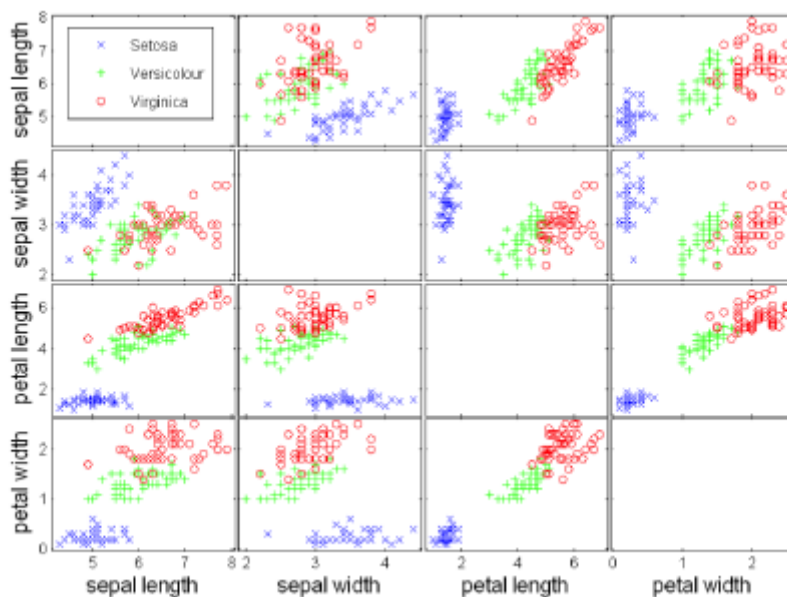 8
7
6
5
sepal length
Setosa
Versicolour
Virginica
4
3
2
sepal width
6
4
2
petal length
2
1
0
petal width
5 6 7 8
2 3 4
2 4 6
0 1 2
sepal length
sepal width
petal length
petal width